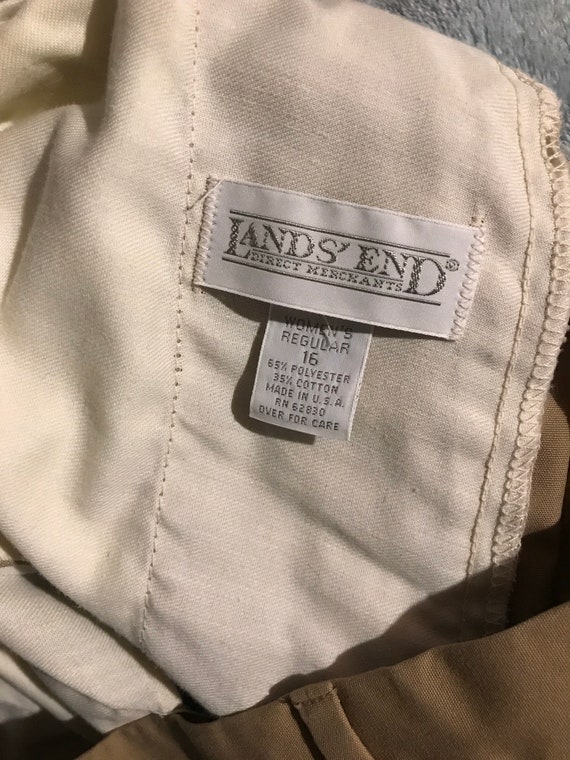 LANDS' END®
DIRECT MERCHANTS
WOMEN'S
REGULAR
16
65% POLYESTER
35% COTTON
MADE IN U.S.A.
RN 62830
OVER FOR CARE